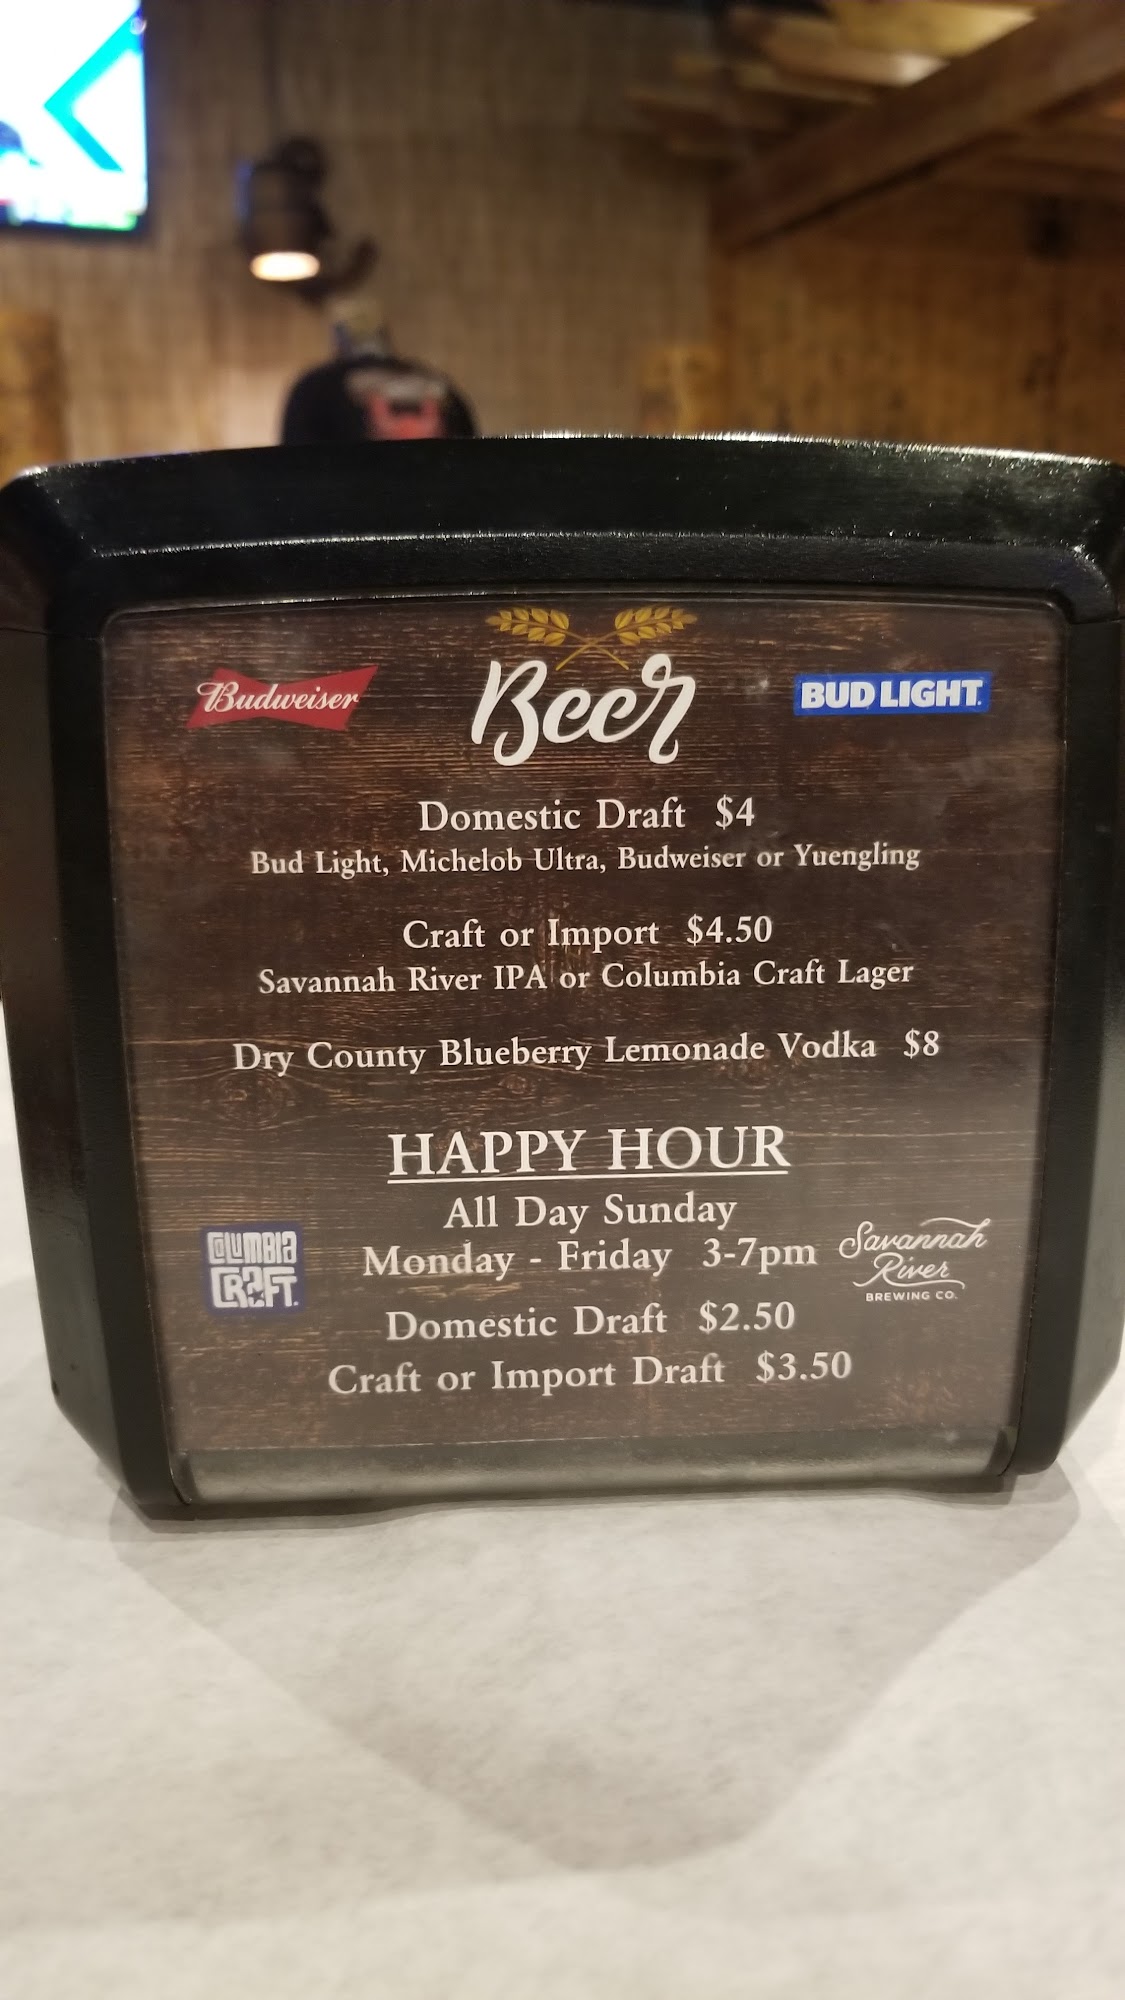 Beer
Budweiser
BUD LIGHT
Domestic Draft $4
Bud Light, Michelob Ultra, Budweiser or Yuengling
Craft or Import $4.50
Savannah River IPA or Columbia Craft Lager
Dry County Blueberry Lemonade Vodka $8
HAPPY HOUR
All Day Sunday
Monday - Friday 3-7pm
COLUMBIA
CRAFT.
Savannah
River
BREWING CO.
Domestic Draft $2.50
Craft or Import Draft $3.50